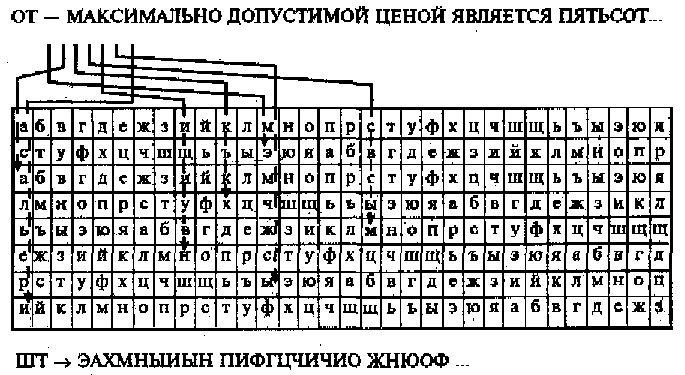 ОТ — МАКСИМАЛЬНО ДОПУСТИМОЙ ЦЕНОЙ ЯВЛЯЕТСЯ ПЯТЬСОТ...
а б в г д е ж з и й к л м н о п р с т у ф х ц ч ш щ ь ъ ы э ю я
с т у ф х ц ч ш щ ь ъ ы э ю я а б в г д е ж з и й к л м н о п р
а б в г д е ж з и й к л м н о п р с т у ф х ц ч ш щ ь ъ ы э ю я
л м н о п р с т у ф х ц ч ш щ ь ъ ы э ю я а б в г д е ж з и к л
ь ъ ы э ю я а б в г д е ж з и к л м н о п р с т у ф х ц ч ш щ щ
е ж з и й к л м н о п р с т у ф х ц ч ш щ ь ъ ы э ю я а б в г д
р с т у ф х ц ч ш щ ь ъ ы э ю я а б в г д е ж з и й к л м н о п
и й к л м н о п р с т у ф х ц ч ш щ ь ъ ы э ю я а б в г д е ж з
ШТ → ЭАХМНЫИЫН ПИФГЦЧИЧИО ЖНЮОФ ...